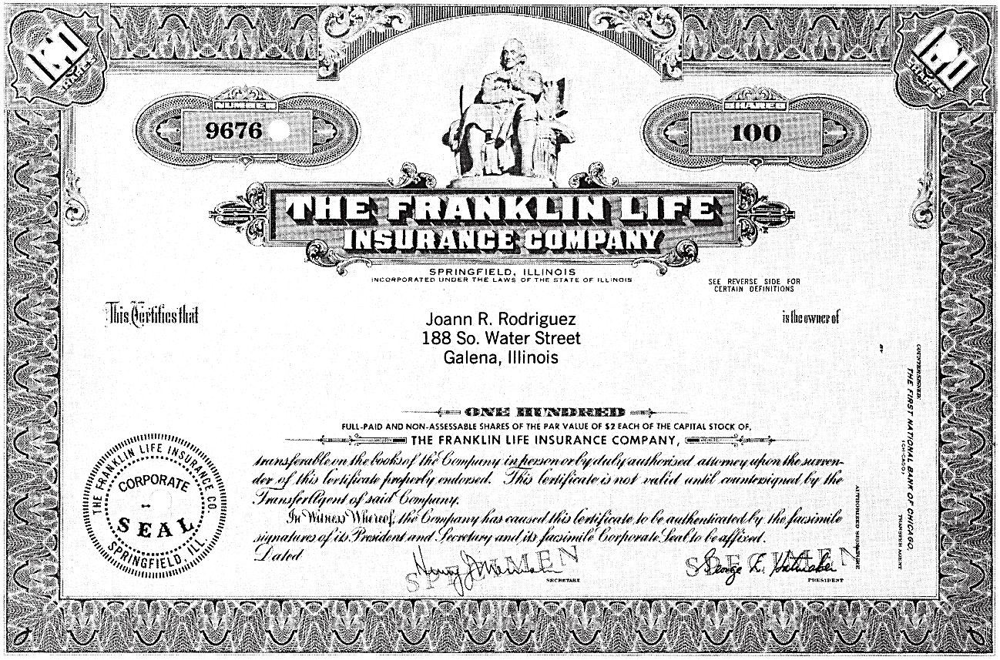 100
SHARES
100
SHARES
NUMBER
9676
SHARES
100
THE FRANKLIN LIFE
INSURANCE COMPANY
SPRINGFIELD, ILLINOIS
INCORPORATED UNDER THE LAWS OF THE STATE OF ILLINOIS
SEE REVERSE SIDE FOR
CERTAIN DEFINITIONS
This Certifies that
Joann R. Rodriguez
188 So. Water Street
Galena, Illinois
is the owner of
ONE HUNDRED
FULL-PAID AND NON-ASSESSABLE SHARES OF THE PAR VALUE OF $2 EACH OF THE CAPITAL STOCK OF,
THE FRANKLIN LIFE INSURANCE COMPANY,
transferable on the books of the Company in person or by duly authorised attorney upon the surren-
der of this Certificate properly endorsed. This Certificate is not valid until countersigned by the
Transfer Agent of said Company.
In Witness Whereof, the Company has caused this Certificate to be authenticated by the facsimile
signatures of its President and Secretary and its facsimile Corporate Seal to be affixed.
Dated
SPECIMEN
SECRETARY
SPECIMEN
PRESIDENT
THE FRANKLIN LIFE INSURANCE CO.
CORPORATE
SEAL
SPRINGFIELD, ILL.
COUNTERSIGNED:
THE FIRST NATIONAL BANK OF CHICAGO,
(CHICAGO)
TRANSFER AGENT
BY
AUTHORIZED SIGNATURE